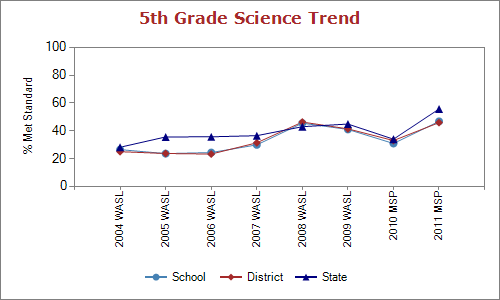 5th Grade Science Trend
% Met Standard
100
80
60
40
20
0
2004 WASL
2005 WASL
2006 WASL
2007 WASL
2008 WASL
2009 WASL
2010 MSP
2011 MSP
School District State